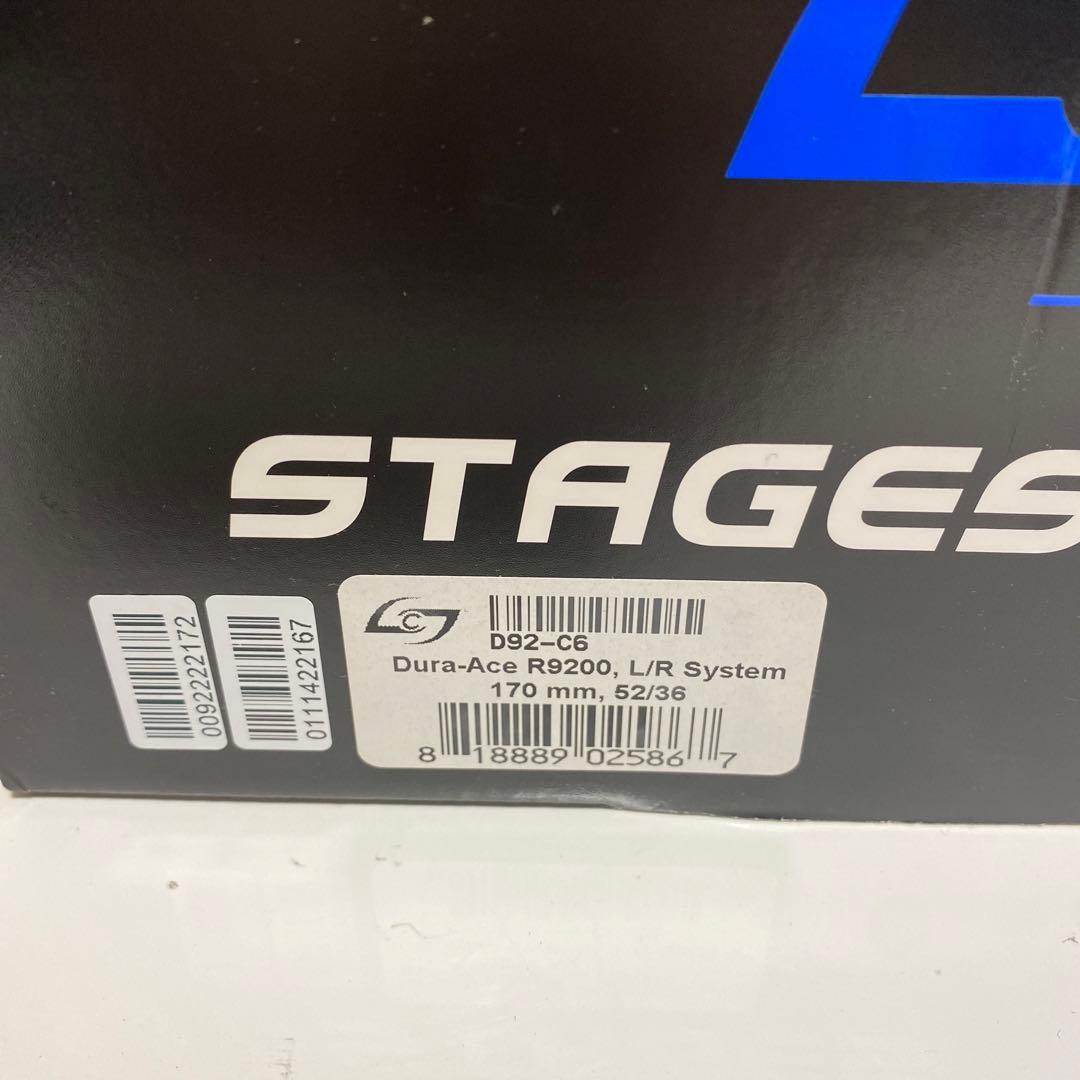 STAGES
0092222172
0111422167
D92-C6
Dura-Ace R9200, L/R System
170 mm, 52/36
8 18889 02586 7